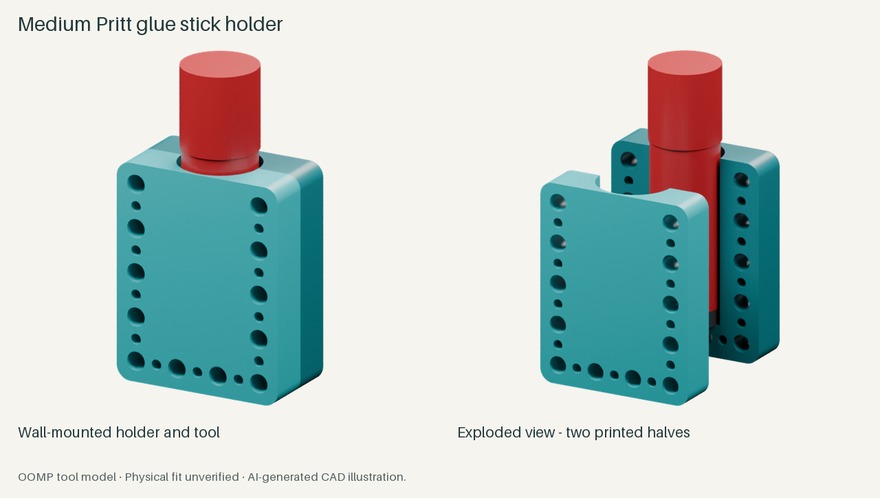 Medium Pritt glue stick holder
Wall-mounted holder and tool
Exploded view - two printed halves
OOMP tool model · Physical fit unverified · AI-generated CAD illustration.